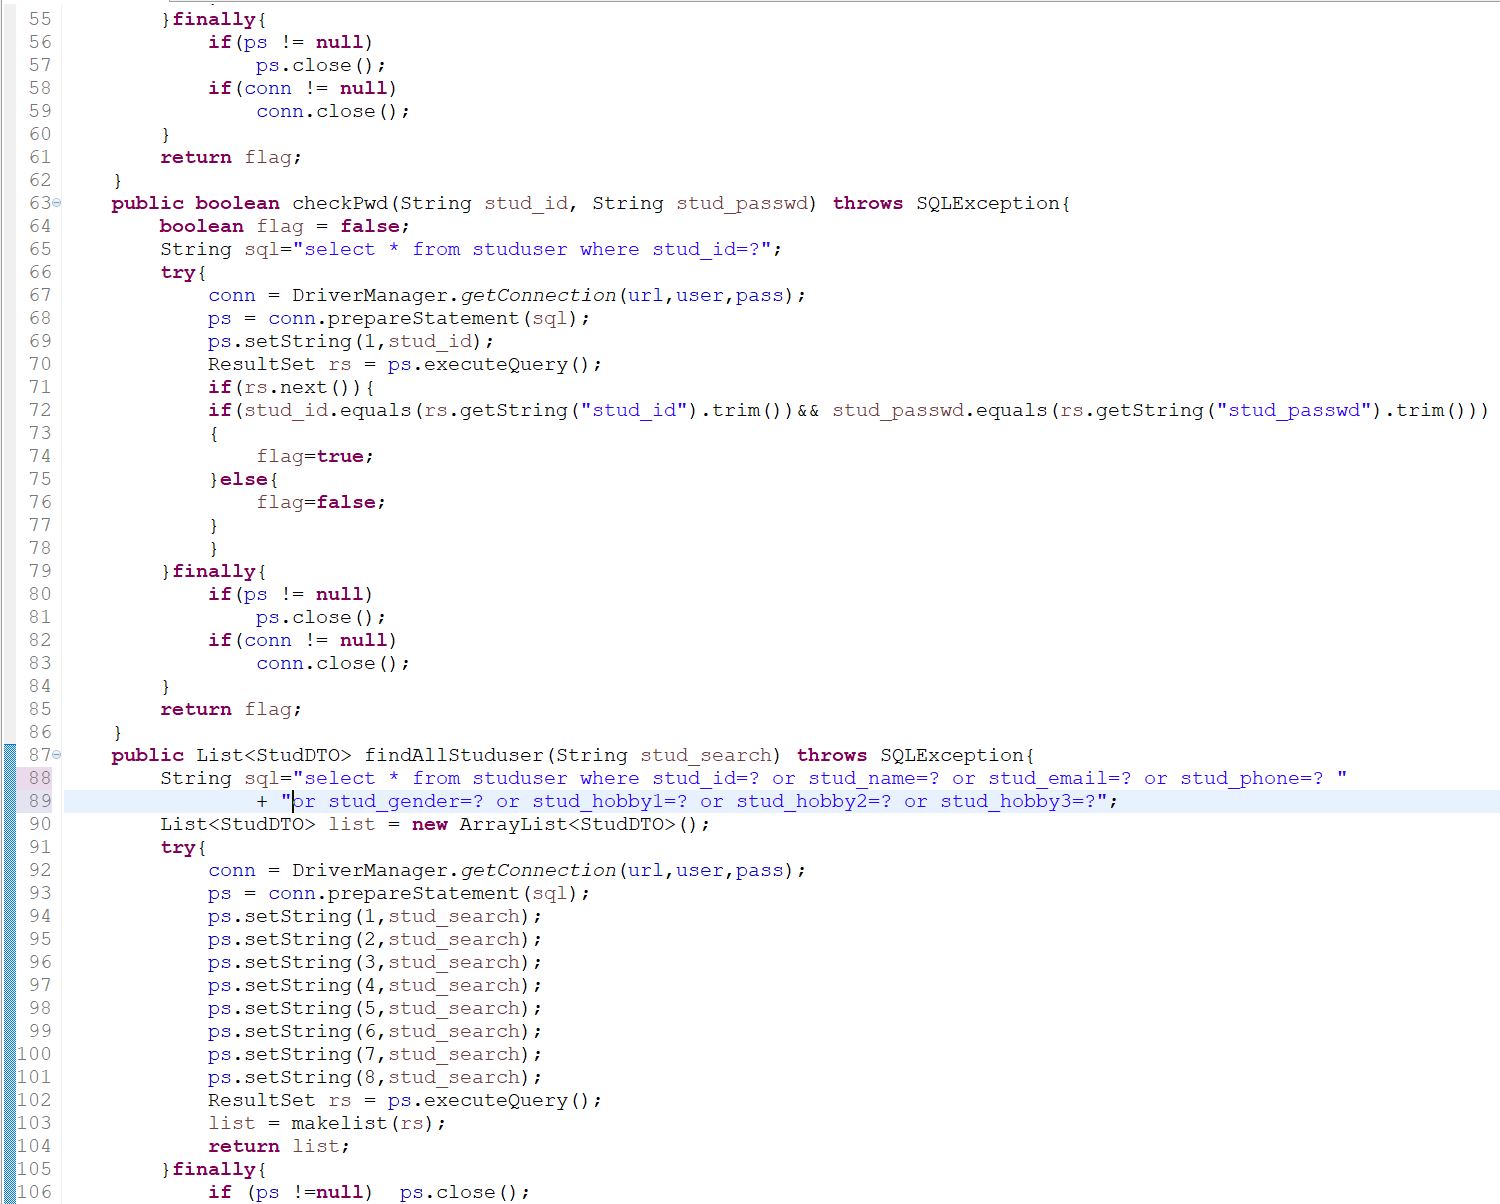 55 }finally{
56 if(ps != null)
57 ps.close();
58 if(conn != null)
59 conn.close();
60 }
61 return flag;
62 }
63 public boolean checkPwd(String stud_id, String stud_passwd) throws SQLException{
64 boolean flag = false;
65 String sql="select * from studuser where stud_id=?";
66 try{
67 conn = DriverManager.getConnection(url,user,pass);
68 ps = conn.prepareStatement(sql);
69 ps.setString(1,stud_id);
70 ResultSet rs = ps.executeQuery();
71 if(rs.next()){
72 if(stud_id.equals(rs.getString("stud_id").trim())&& stud_passwd.equals(rs.getString("stud_passwd").trim()))
73 {
74 flag=true;
75 }else{
76 flag=false;
77 }
78 }
79 }finally{
80 if(ps != null)
81 ps.close();
82 if(conn != null)
83 conn.close();
84 }
85 return flag;
86 }
87 public List<StudDTO> findAllStuduser(String stud_search) throws SQLException{
88 String sql="select * from studuser where stud_id=? or stud_name=? or stud_email=? or stud_phone=? "
89 + "or stud_gender=? or stud_hobby1=? or stud_hobby2=? or stud_hobby3=?";
90 List<StudDTO> list = new ArrayList<StudDTO>();
91 try{
92 conn = DriverManager.getConnection(url,user,pass);
93 ps = conn.prepareStatement(sql);
94 ps.setString(1,stud_search);
95 ps.setString(2,stud_search);
96 ps.setString(3,stud_search);
97 ps.setString(4,stud_search);
98 ps.setString(5,stud_search);
99 ps.setString(6,stud_search);
100 ps.setString(7,stud_search);
101 ps.setString(8,stud_search);
102 ResultSet rs = ps.executeQuery();
103 list = makelist(rs);
104 return list;
105 }finally{
106 if (ps !=null) ps.close();